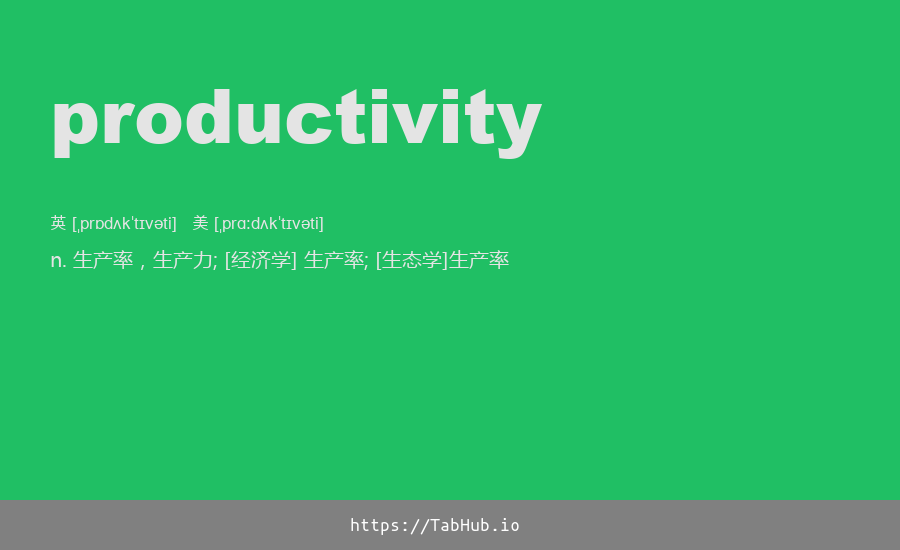 productivity
英 [ˌprɒdʌkˈtɪvəti] 美 [ˌprɑːdʌkˈtɪvəti]
n. 生产率，生产力; [经济学] 生产率; [生态学]生产率
https://TabHub.io